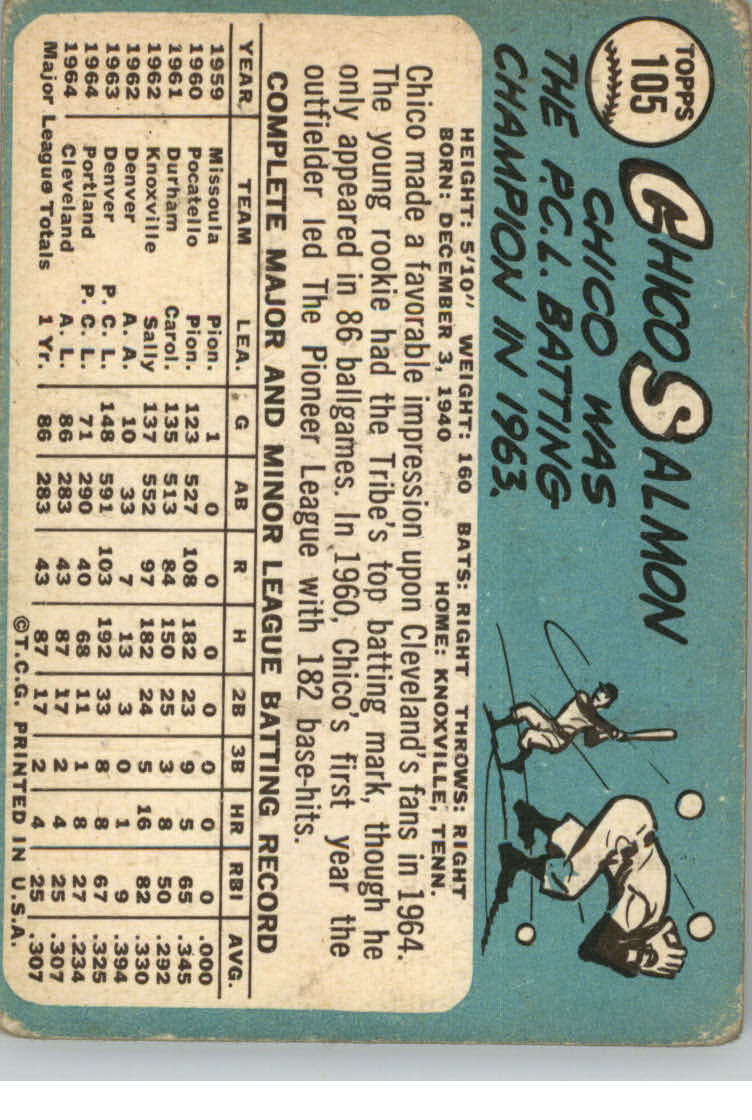 TOPPS
105
CHICO SALMON
CHICO WAS
THE P.C.L. BATTING
CHAMPION IN 1963.
HEIGHT: 5'10" WEIGHT: 160 BATS: RIGHT THROWS: RIGHT
BORN: DECEMBER 3, 1940 HOME: KNOXVILLE, TENN.
Chico made a favorable impression upon Cleveland's fans in 1964.
The young rookie had the Tribe's top batting mark, though he
only appeared in 86 ballgames. In 1960, Chico's first year the
outfielder led The Pioneer League with 182 base-hits.
COMPLETE MAJOR AND MINOR LEAGUE BATTING RECORD
YEAR TEAM LEA. G AB R H 2B 3B HR RBI AVG.
1959 Missoula Pion. 1 0 0 0 0 0 0 0 .000
1960 Pocatello Pion. 123 527 108 182 23 9 5 65 .345
1961 Durham Carol. 135 513 84 150 25 3 8 50 .292
1962 Knoxville Sally 137 552 97 182 24 5 16 82 .330
1962 Denver A. A. 10 33 7 13 3 0 1 9 .394
1963 Denver P. C. L. 148 591 103 192 33 8 8 67 .325
1964 Portland P. C. L. 71 290 40 68 11 1 8 27 .234
1964 Cleveland A. L. 86 283 43 87 17 2 4 25 .307
Major League Totals 1 Yr. 86 283 43 87 17 2 4 25 .307
©T.C.G. PRINTED IN U.S.A.